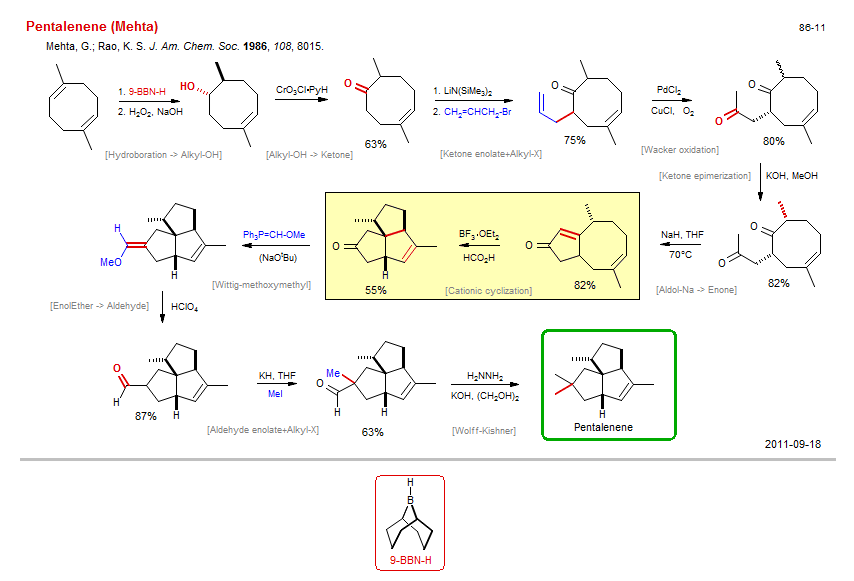 Pentalenene (Mehta)
86-11
Mehta, G.; Rao, K. S. J. Am. Chem. Soc. 1986, 108, 8015.
1. 9-BBN-H
2. H2O2, NaOH
[Hydroboration -> Alkyl-OH]
HO
CrO3Cl•PyH
[Alkyl-OH -> Ketone]
O
63%
1. LiN(SiMe3)2
2. CH2=CHCH2-Br
[Ketone enolate+Alkyl-X]
O
75%
PdCl2
CuCl, O2
[Wacker oxidation]
O
O
80%
[Ketone epimerization]
KOH, MeOH
O
O
82%
NaH, THF
70°C
[Aldol-Na -> Enone]
O
82%
BF3•OEt2
HCO2H
[Cationic cyclization]
O
H
55%
Ph3P=CH-OMe
(NaOtBu)
[Wittig-methoxymethyl]
H
MeO
H
[EnolEther -> Aldehyde]
HClO4
O
H
H
87%
KH, THF
MeI
[Aldehyde enolate+Alkyl-X]
Me
O
H
H
63%
H2NNH2
KOH, (CH2OH)2
[Wolff-Kishner]
H
Pentalenene
2011-09-18
H
B
9-BBN-H